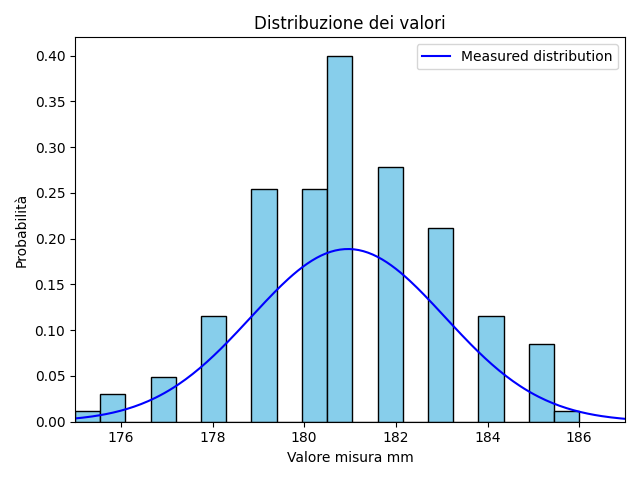 Distribuzione dei valori
Measured distribution
Probabilità
0.40
0.35
0.30
0.25
0.20
0.15
0.10
0.05
0.00
176 178 180 182 184 186
Valore misura mm